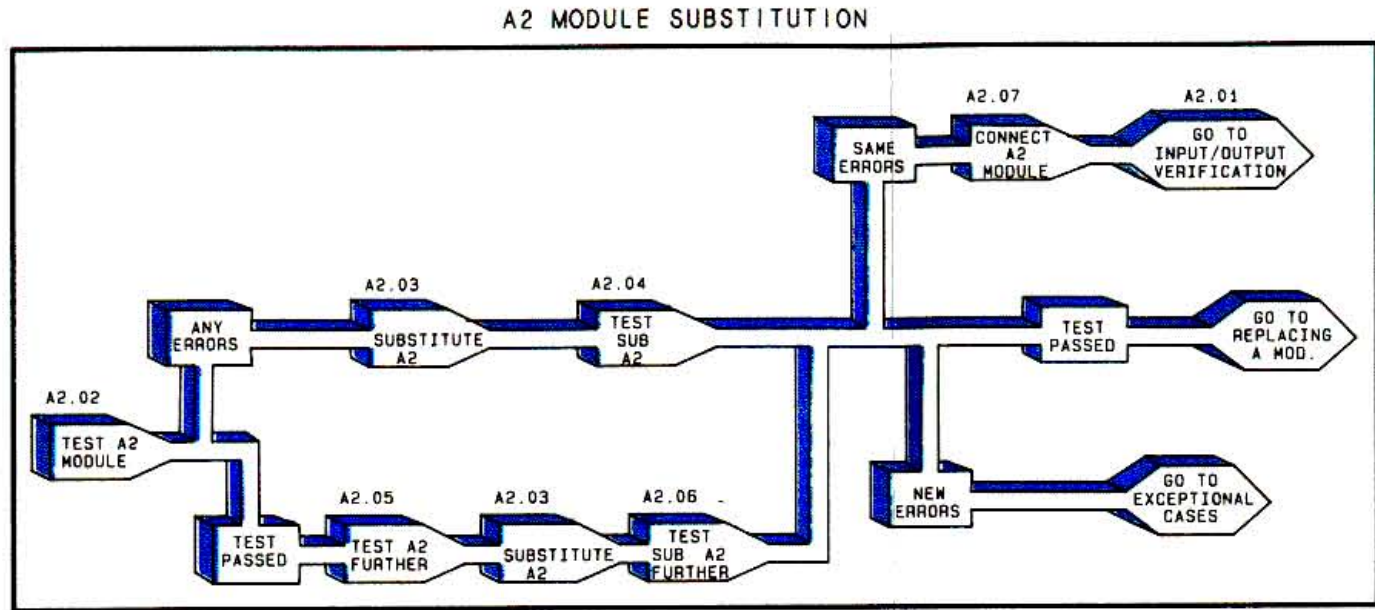 A2 MODULE SUBSTITUTION
A2.07
A2.01
SAME
ERRORS
CONNECT
A2
MODULE
GO TO
INPUT/OUTPUT
VERIFICATION
A2.03
A2.04
ANY
ERRORS
SUBSTITUTE
A2
TEST
SUB
A2
TEST
PASSED
GO TO
REPLACING
A MOD.
A2.02
TEST A2
MODULE
A2.05
A2.03
A2.06
TEST
PASSED
TEST A2
FURTHER
SUBSTITUTE
A2
TEST
SUB A2
FURTHER
NEW
ERRORS
GO TO
EXCEPTIONAL
CASES